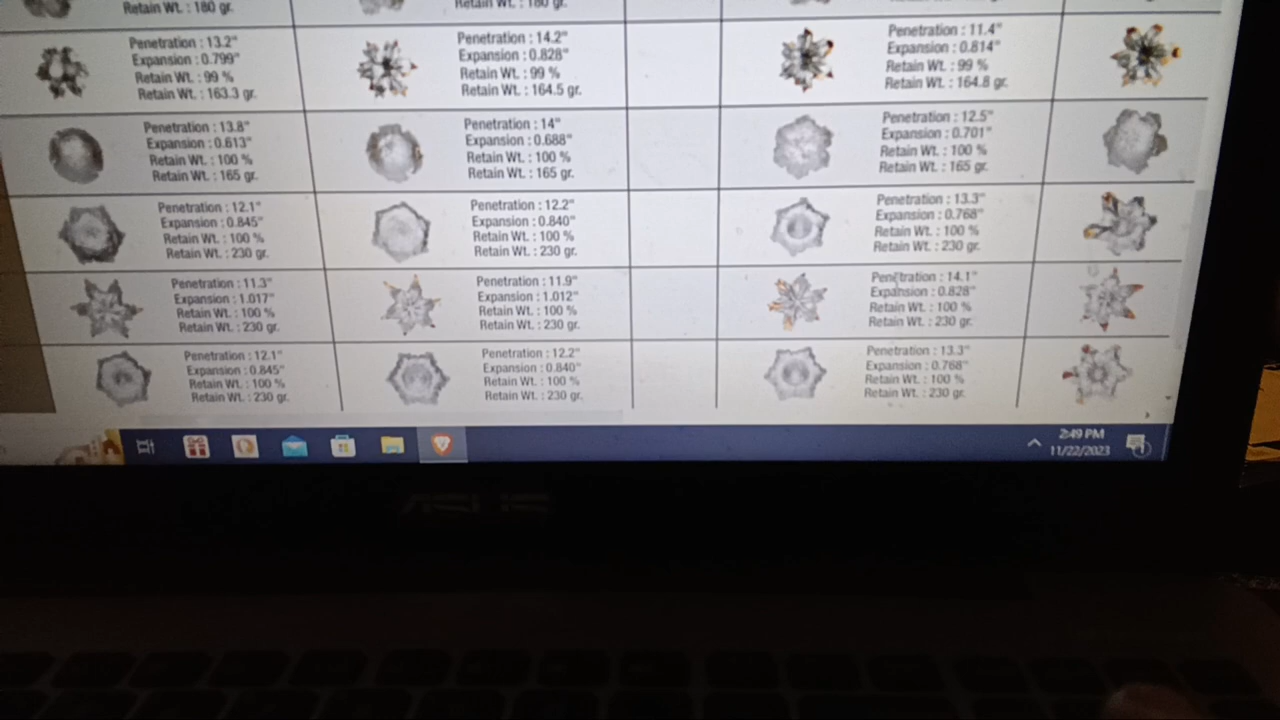 Retain Wt. : 180 gr.
Retain Wt. : 180 gr.
Penetration : 13.2"
Expansion : 0.799"
Retain Wt. : 99 %
Retain Wt. : 163.3 gr.
Penetration : 14.2"
Expansion : 0.828"
Retain Wt. : 99 %
Retain Wt. : 164.5 gr.
Penetration : 11.4"
Expansion : 0.814"
Retain Wt. : 99 %
Retain Wt. : 164.8 gr.
Penetration : 13.8"
Expansion : 0.613"
Retain Wt. : 100 %
Retain Wt. : 165 gr.
Penetration : 14"
Expansion : 0.688"
Retain Wt. : 100 %
Retain Wt. : 165 gr.
Penetration : 12.5"
Expansion : 0.701"
Retain Wt. : 100 %
Retain Wt. : 165 gr.
Penetration : 12.1"
Expansion : 0.845"
Retain Wt. : 100 %
Retain Wt. : 230 gr.
Penetration : 12.2"
Expansion : 0.840"
Retain Wt. : 100 %
Retain Wt. : 230 gr.
Penetration : 13.3"
Expansion : 0.768"
Retain Wt. : 100 %
Retain Wt. : 230 gr.
Penetration : 11.3"
Expansion : 1.017"
Retain Wt. : 100 %
Retain Wt. : 230 gr.
Penetration : 11.9"
Expansion : 1.012"
Retain Wt. : 100 %
Retain Wt. : 230 gr.
Penetration : 14.1"
Expansion : 0.828"
Retain Wt. : 100 %
Retain Wt. : 230 gr.
Penetration : 12.1"
Expansion : 0.845"
Retain Wt. : 100 %
Retain Wt. : 230 gr.
Penetration : 12.2"
Expansion : 0.840"
Retain Wt. : 100 %
Retain Wt. : 230 gr.
Penetration : 13.3"
Expansion : 0.768"
Retain Wt. : 100 %
Retain Wt. : 230 gr.
2:49 PM
11/22/2023
1